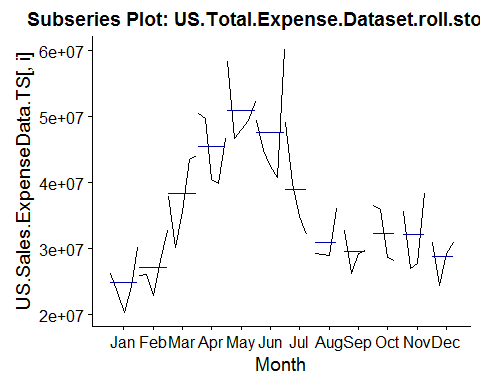 Subseries Plot: US.Total.Expense.Dataset.roll.sto
US.Sales.ExpenseData.TS[, i]
6e+07
5e+07
4e+07
3e+07
2e+07
Jan Feb Mar Apr May Jun Jul Aug Sep Oct Nov Dec
Month